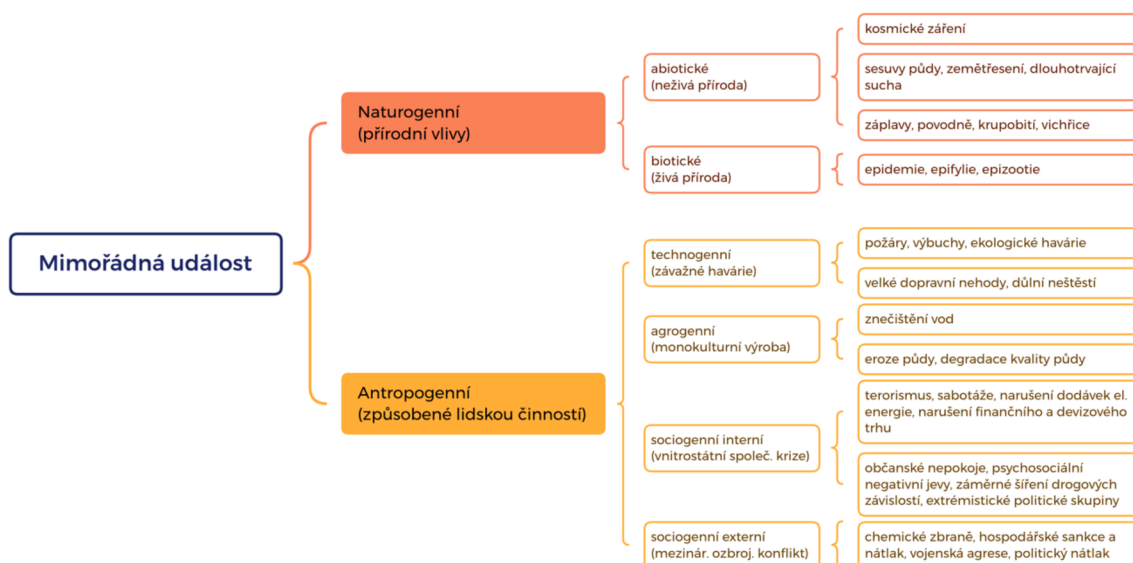 Mimořádná událost
Naturogenní
(přírodní vlivy)
abiotické
(neživá příroda)
kosmické záření
sesuvy půdy, zemětřesení, dlouhotrvající
sucha
záplavy, povodně, krupobití, vichřice
biotické
(živá příroda)
epidemie, epifylie, epizootie
Antropogenní
(způsobené lidskou činností)
technogenní
(závažné havárie)
požáry, výbuchy, ekologické havárie
velké dopravní nehody, důlní neštěstí
agrogenní
(monokulturní výroba)
znečištění vod
eroze půdy, degradace kvality půdy
sociogenní interní
(vnitrostátní společ. krize)
terorismus, sabotáže, narušení dodávek el.
energie, narušení finančního a devizového
trhu
občanské nepokoje, psychosociální
negativní jevy, záměrné šíření drogových
závislostí, extrémistické politické skupiny
sociogenní externí
(mezinár. ozbroj. konflikt)
chemické zbraně, hospodářské sankce a
nátlak, vojenská agrese, politický nátlak